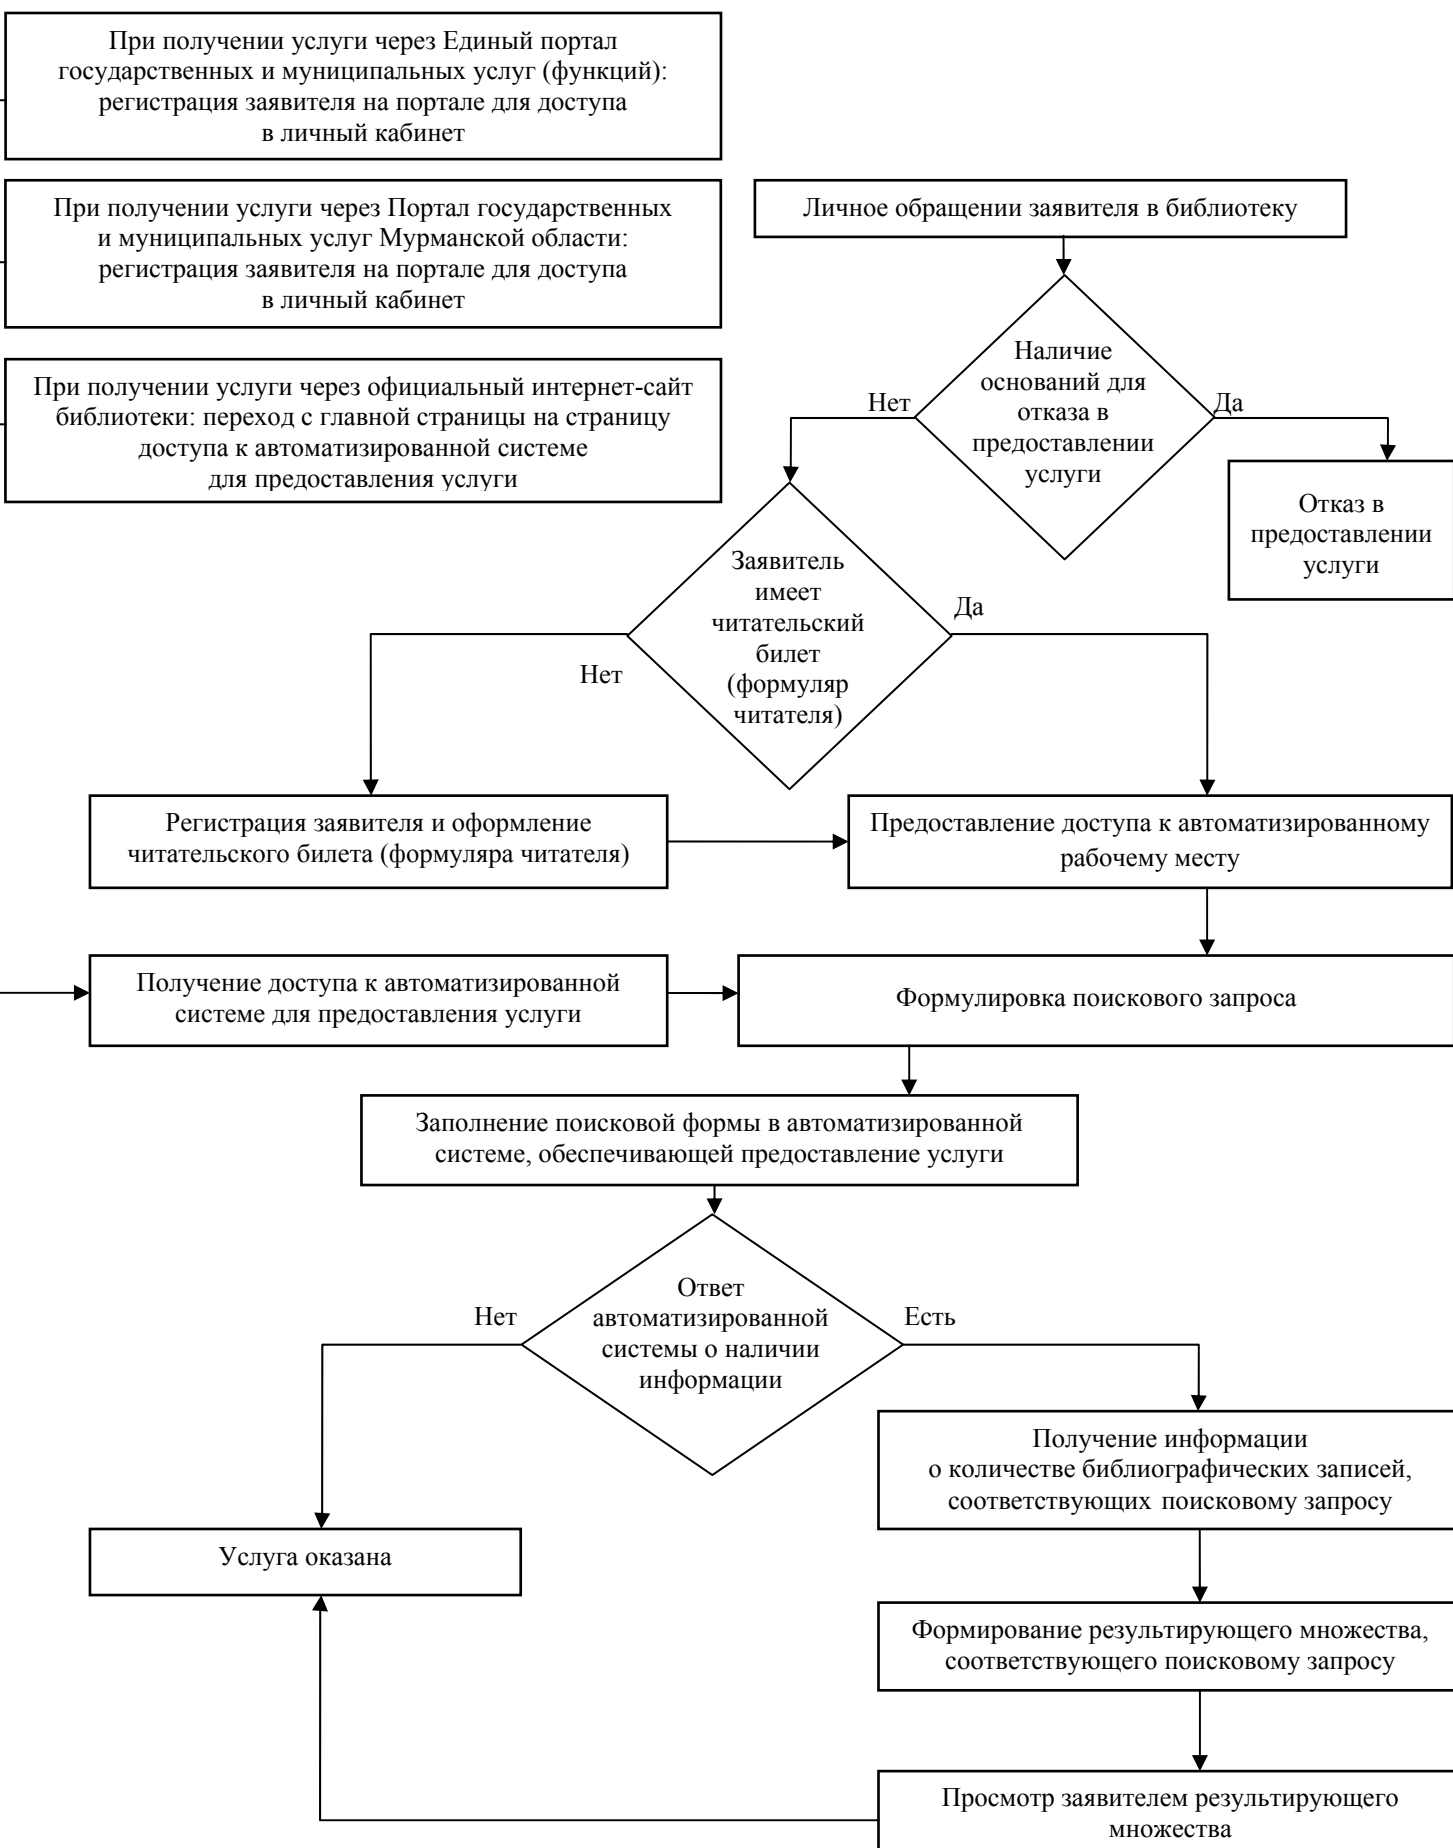 При получении услуги через Единый портал
государственных и муниципальных услуг (функций):
регистрация заявителя на портале для доступа
в личный кабинет
При получении услуги через Портал государственных
и муниципальных услуг Мурманской области:
регистрация заявителя на портале для доступа
в личный кабинет
Личное обращении заявителя в библиотеку
При получении услуги через официальный интернет-сайт
библиотеки: переход с главной страницы на страницу
доступа к автоматизированной системе
для предоставления услуги
Наличие
оснований для
отказа в
предоставлении
услуги
Нет
Да
Отказ в
предоставлении
услуги
Заявитель
имеет
читательский
билет
(формуляр
читателя)
Да
Нет
Регистрация заявителя и оформление
читательского билета (формуляра читателя)
Предоставление доступа к автоматизированному
рабочему месту
Получение доступа к автоматизированной
системе для предоставления услуги
Формулировка поискового запроса
Заполнение поисковой формы в автоматизированной
системе, обеспечивающей предоставление услуги
Ответ
автоматизированной
системы о наличии
информации
Нет
Есть
Получение информации
о количестве библиографических записей,
соответствующих поисковому запросу
Услуга оказана
Формирование результирующего множества,
соответствующего поисковому запросу
Просмотр заявителем результирующего
множества